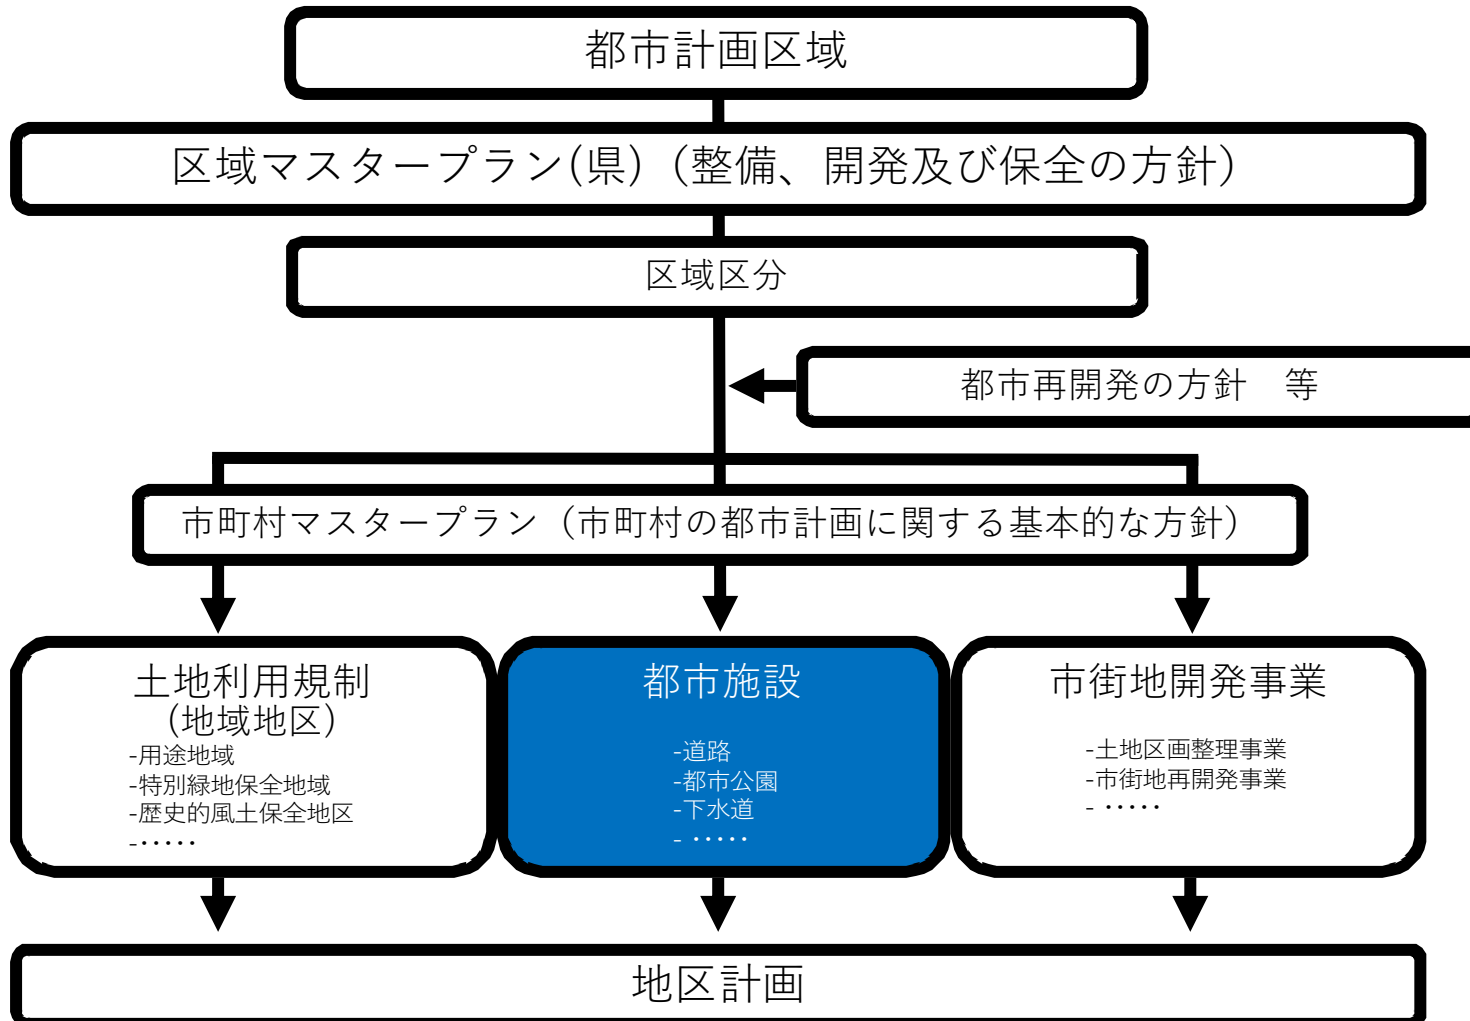 都市計画区域
区域マスタープラン(県)（整備、開発及び保全の方針）
区域区分
都市再開発の方針　等
市町村マスタープラン（市町村の都市計画に関する基本的な方針）
土地利用規制
（地域地区）
-用途地域
-特別緑地保全地域
-歴史的風土保全地区
-・・・・・
都市施設
-道路
-都市公園
-下水道
- ・・・・・
市街地開発事業
-土地区画整理事業
-市街地再開発事業
- ・・・・・
地区計画